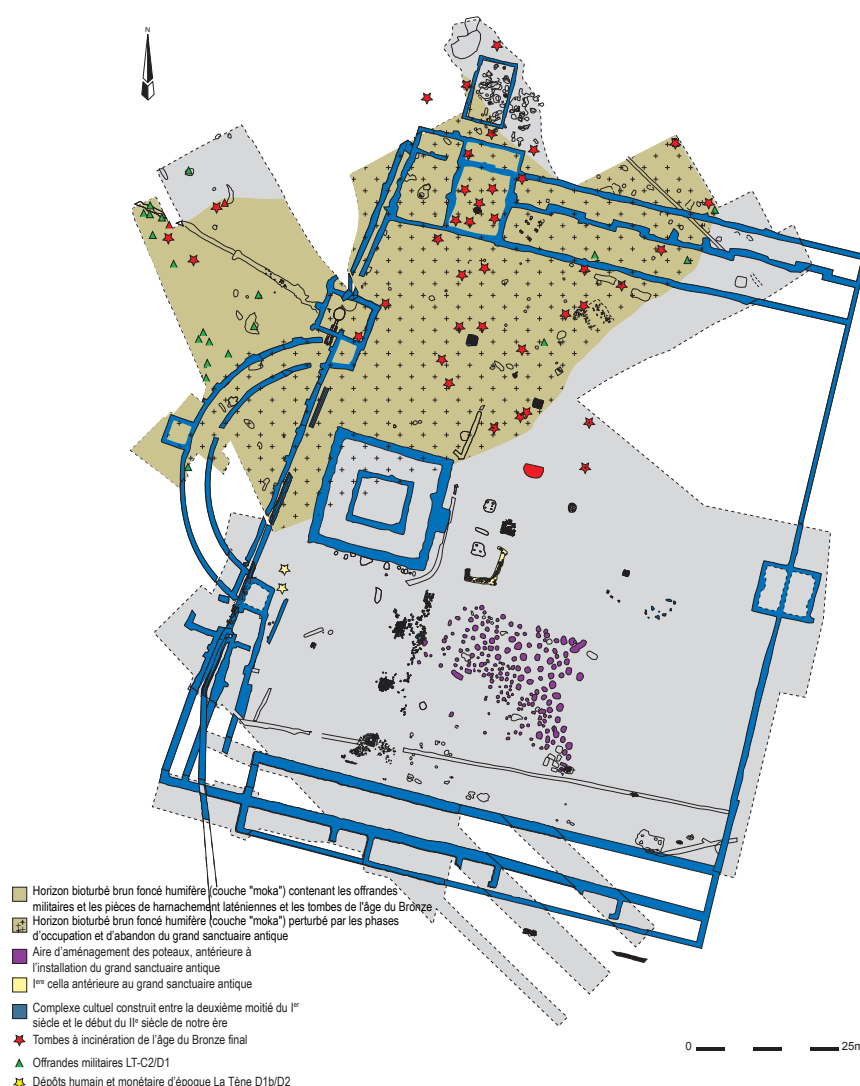 N
Horizon bioturbé brun foncé humifère (couche "moka") contenant les offrandes
militaires et les pièces de harnachement laténiennes et les tombes de l'âge du Bronze
Horizon bioturbé brun foncé humifère (couche "moka") perturbé par les phases
d'occupation et d'abandon du grand sanctuaire antique
Aire d'aménagement des poteaux, antérieure à
l'installation du grand sanctuaire antique
Iere cella antérieure au grand sanctuaire antique
Complexe cultuel construit entre la deuxième moitié du Ier
siècle et le début du IIe siècle de notre ère
Tombes à incinération de l'âge du Bronze final
0 25m
Offrandes militaires LT-C2/D1
Dépôts humain et monétaire d'époque La Tène D1b/D2